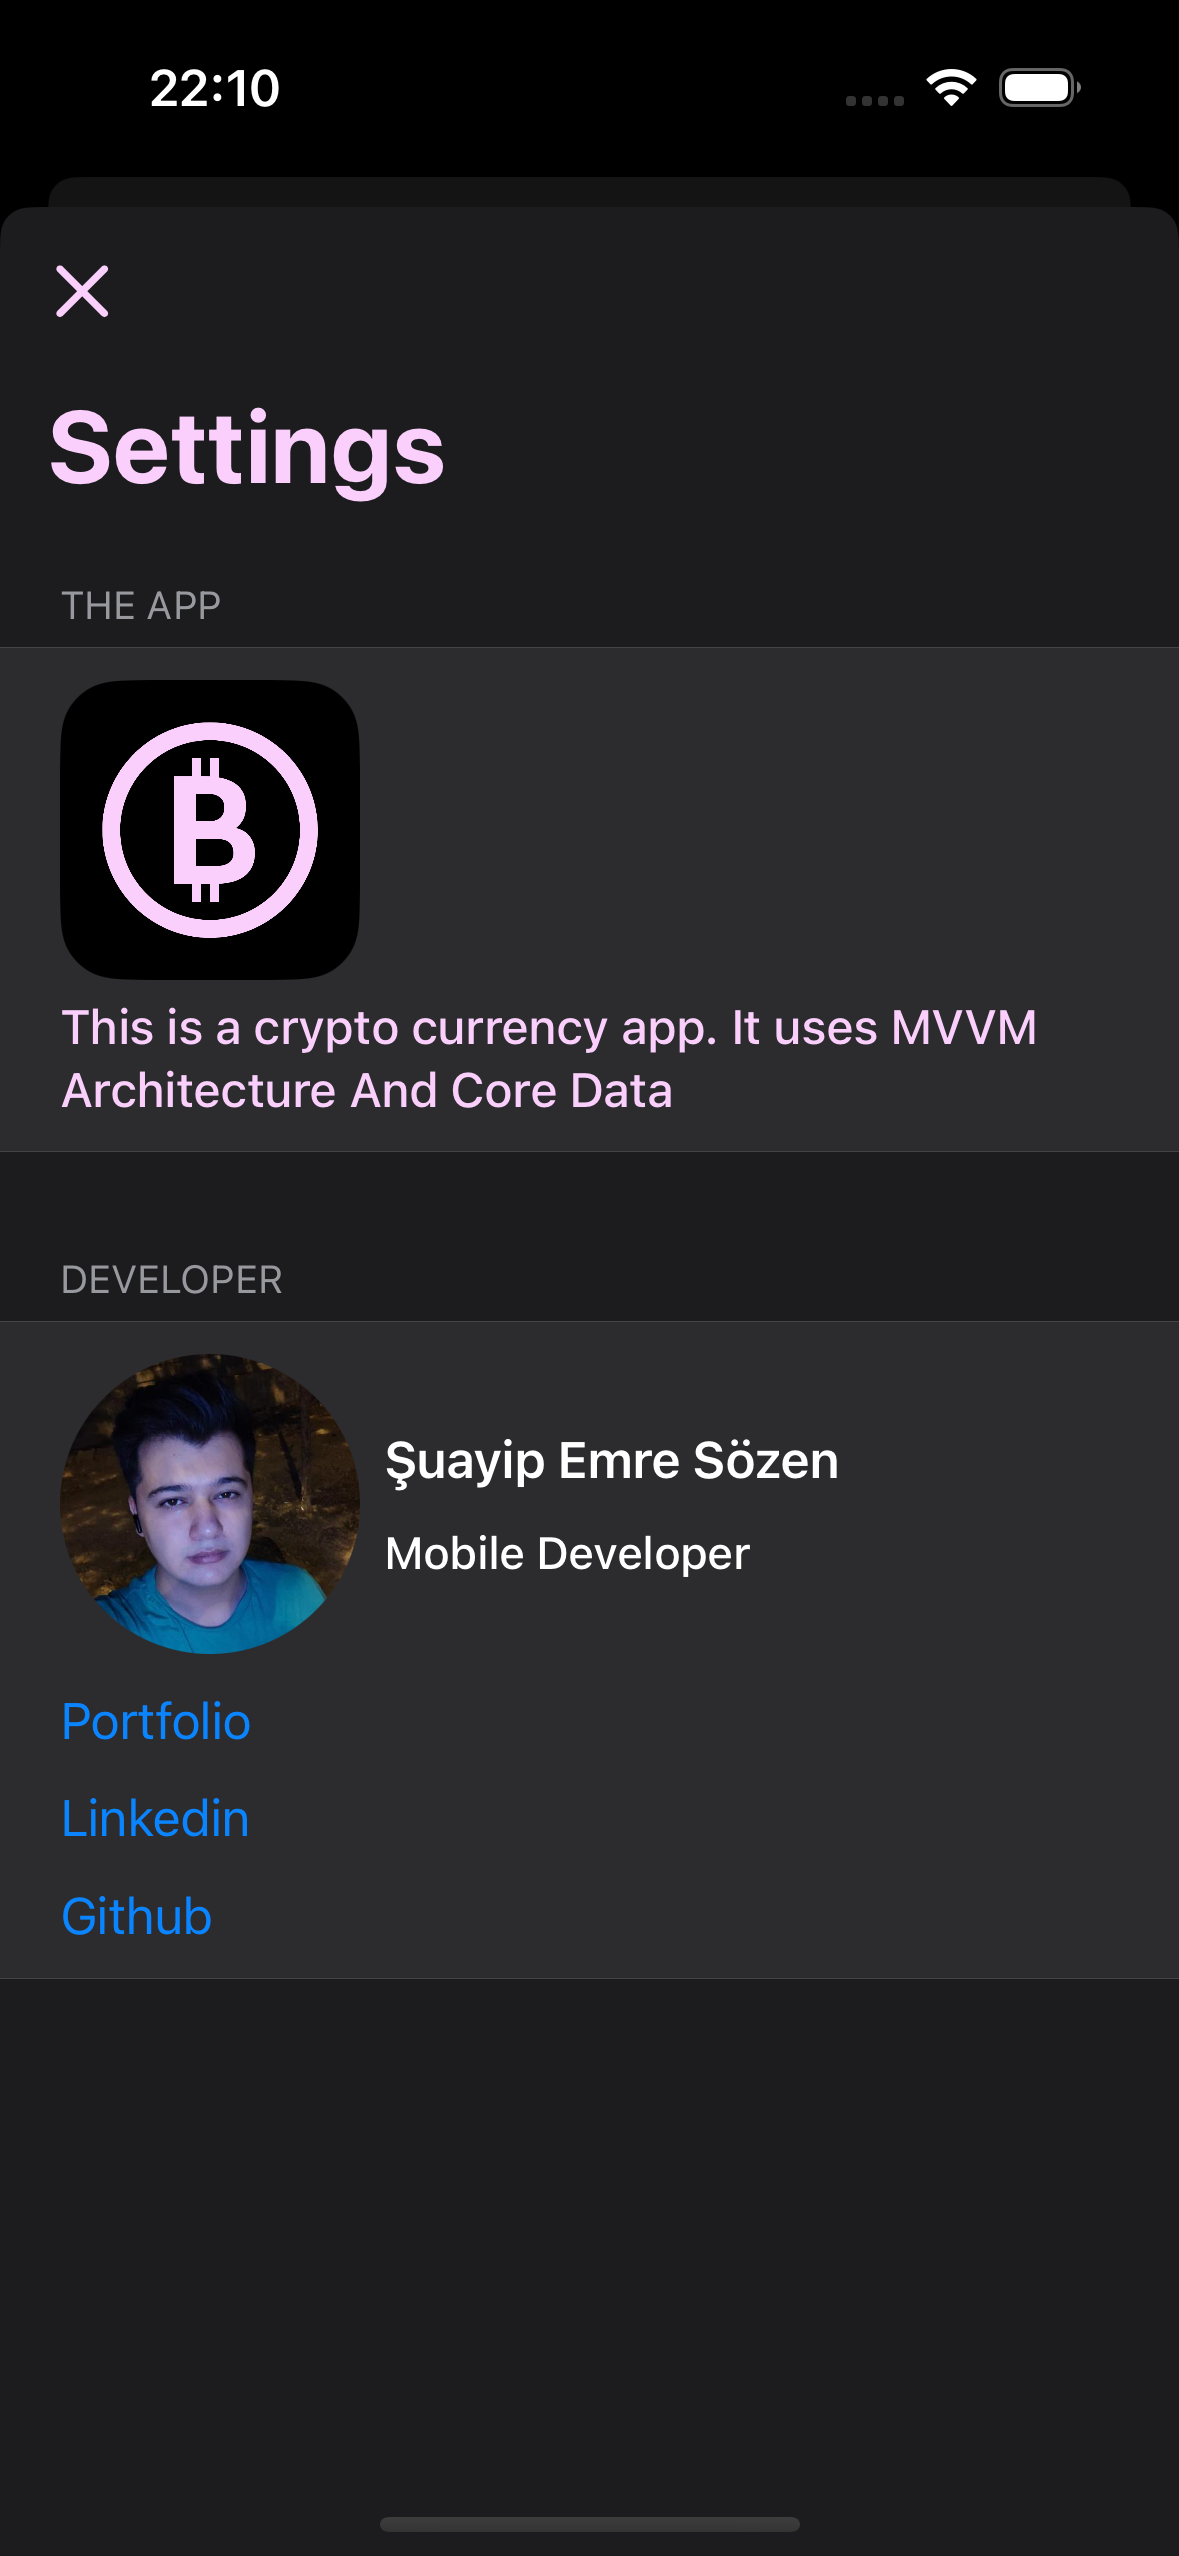 22:10
Settings
THE APP
This is a crypto currency app. It uses MVVM
Architecture And Core Data
DEVELOPER
Şuayip Emre Sözen
Mobile Developer
Portfolio
Linkedin
Github